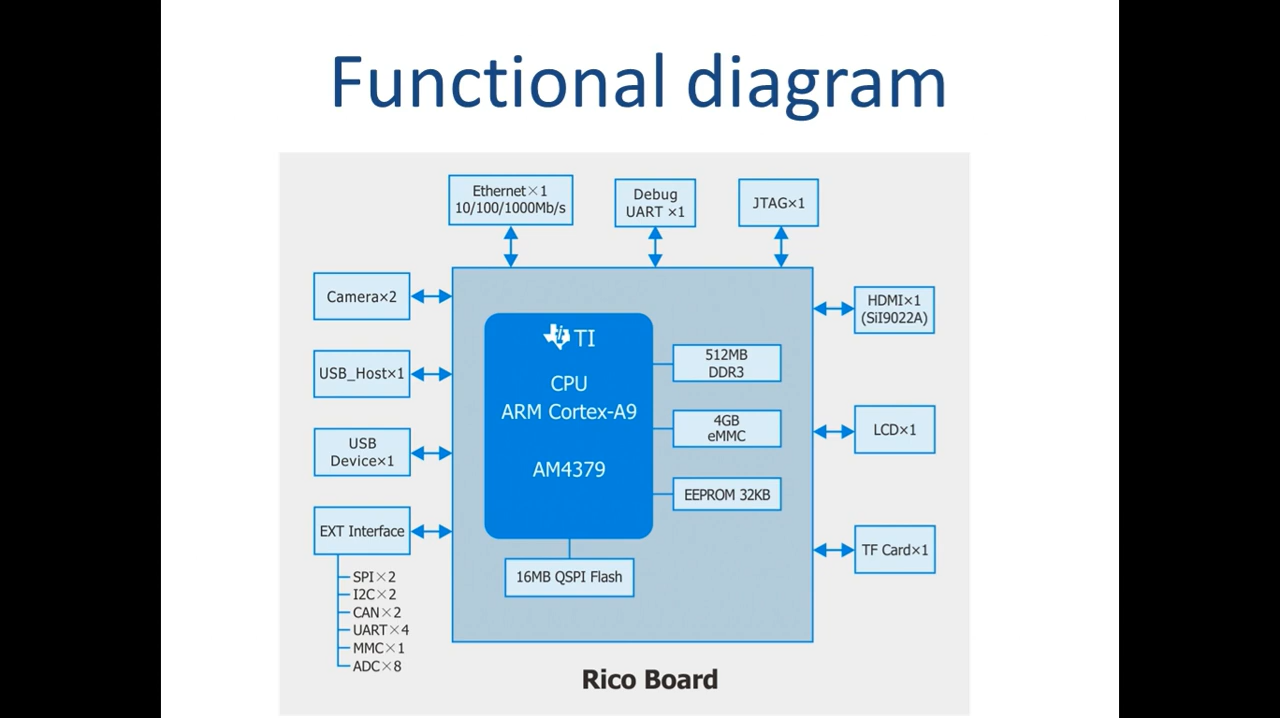 Functional diagram
Ethernet×1
10/100/1000Mb/s
Debug
UART ×1
JTAG×1
Camera×2
USB_Host×1
USB
Device×1
EXT Interface
SPI×2
I2C×2
CAN×2
UART×4
MMC×1
ADC×8
TI
CPU
ARM Cortex-A9
AM4379
512MB
DDR3
4GB
eMMC
EEPROM 32KB
16MB QSPI Flash
HDMI×1
(SiI9022A)
LCD×1
TF Card×1
Rico Board